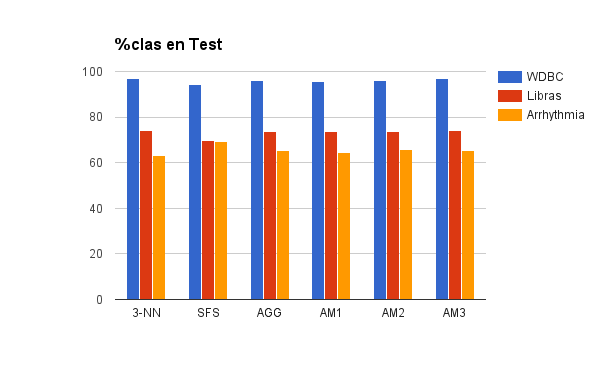 %clas en Test
100
80
60
40
20
0
3-NN SFS AGG AM1 AM2 AM3
WDBC
Libras
Arrhythmia